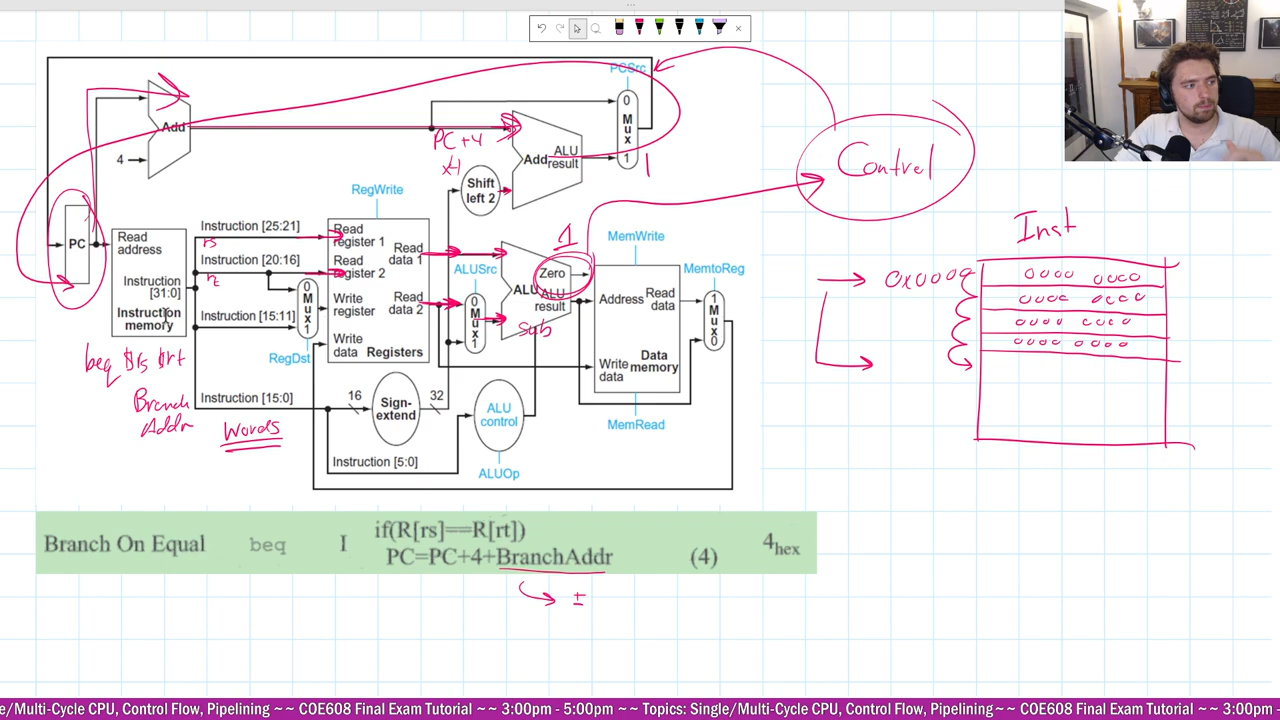 PCSrc
0
Mux
1
1
Add
4
PC+4
x4
Add ALU result
Shift left 2
Control
Inst
PC
Read address
Instruction [31:0]
Instruction memory
Instruction [25:21]
rs
Instruction [20:16]
rt
Instruction [15:11]
Instruction [15:0]
Instruction [5:0]
RegWrite
Read register 1
Read register 2
Write register
Write data
Read data 1
Read data 2
Registers
0
Mux
1
RegDst
ALUSrc
0
Mux
1
1
Zero
ALU
ALU result
sub
MemWrite
Address
Read data
Write data
Data memory
MemRead
MemtoReg
1
Mux
0
16
Sign-extend
32
ALU control
ALUOp
beq $rs $rt
Branch Addr
Words
0x0000
0000 0000
0000 0000
0000 0000
0000 0000
Branch On Equal beq I if(R[rs]==R[rt])
PC=PC+4+BranchAddr (4) 4hex
±
e/Multi-Cycle CPU, Control Flow, Pipelining ~~ COE608 Final Exam Tutorial ~~ 3:00pm - 5:00pm ~~ Topics: Single/Multi-Cycle CPU, Control Flow, Pipelining ~~ COE608 Final Exam Tutorial ~~ 3:00pm -